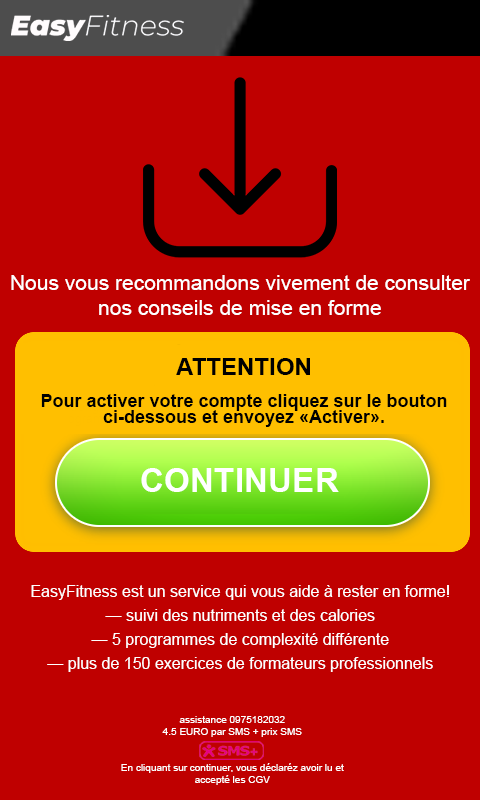 EasyFitness
Nous vous recommandons vivement de consulter
nos conseils de mise en forme
ATTENTION
Pour activer votre compte cliquez sur le bouton
ci-dessous et envoyez «Activer».
CONTINUER
EasyFitness est un service qui vous aide à rester en forme!
— suivi des nutriments et des calories
— 5 programmes de complexité différente
— plus de 150 exercices de formateurs professionnels
assistance 0975182032
4.5 EURO par SMS + prix SMS
SMS+
En cliquant sur continuer, vous déclaréz avoir lu et
accepté les CGV